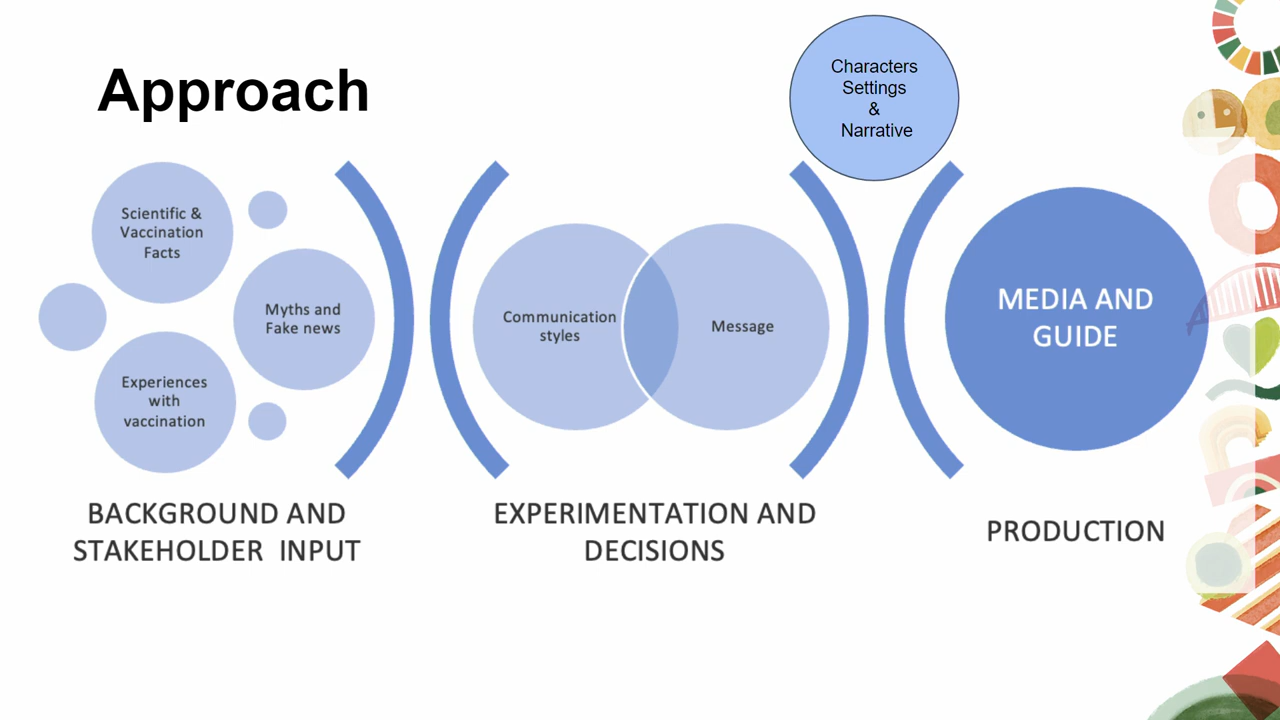 Approach
Characters
Settings
&
Narrative
Scientific &
Vaccination
Facts
Myths and
Fake news
Experiences
with
vaccination
Communication
styles
Message
MEDIA AND
GUIDE
BACKGROUND AND
STAKEHOLDER INPUT
EXPERIMENTATION AND
DECISIONS
PRODUCTION